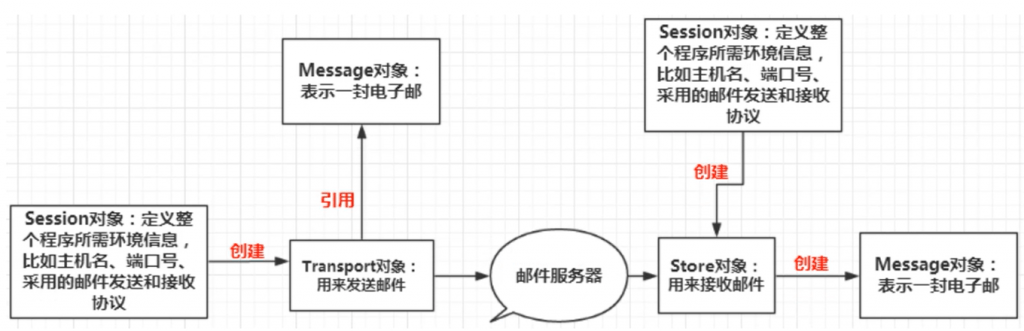 Message对象：
表示一封电子邮
Session对象：定义整
个程序所需环境信息，
比如主机名、端口号、
采用的邮件发送和接收
协议
创建
引用
Session对象：定义整
个程序所需环境信息，
比如主机名、端口号、
采用的邮件发送和接收
协议
创建
Transport对象：
用来发送邮件
邮件服务器
Store对象：
用来接收邮件
创建
Message对象：
表示一封电子邮